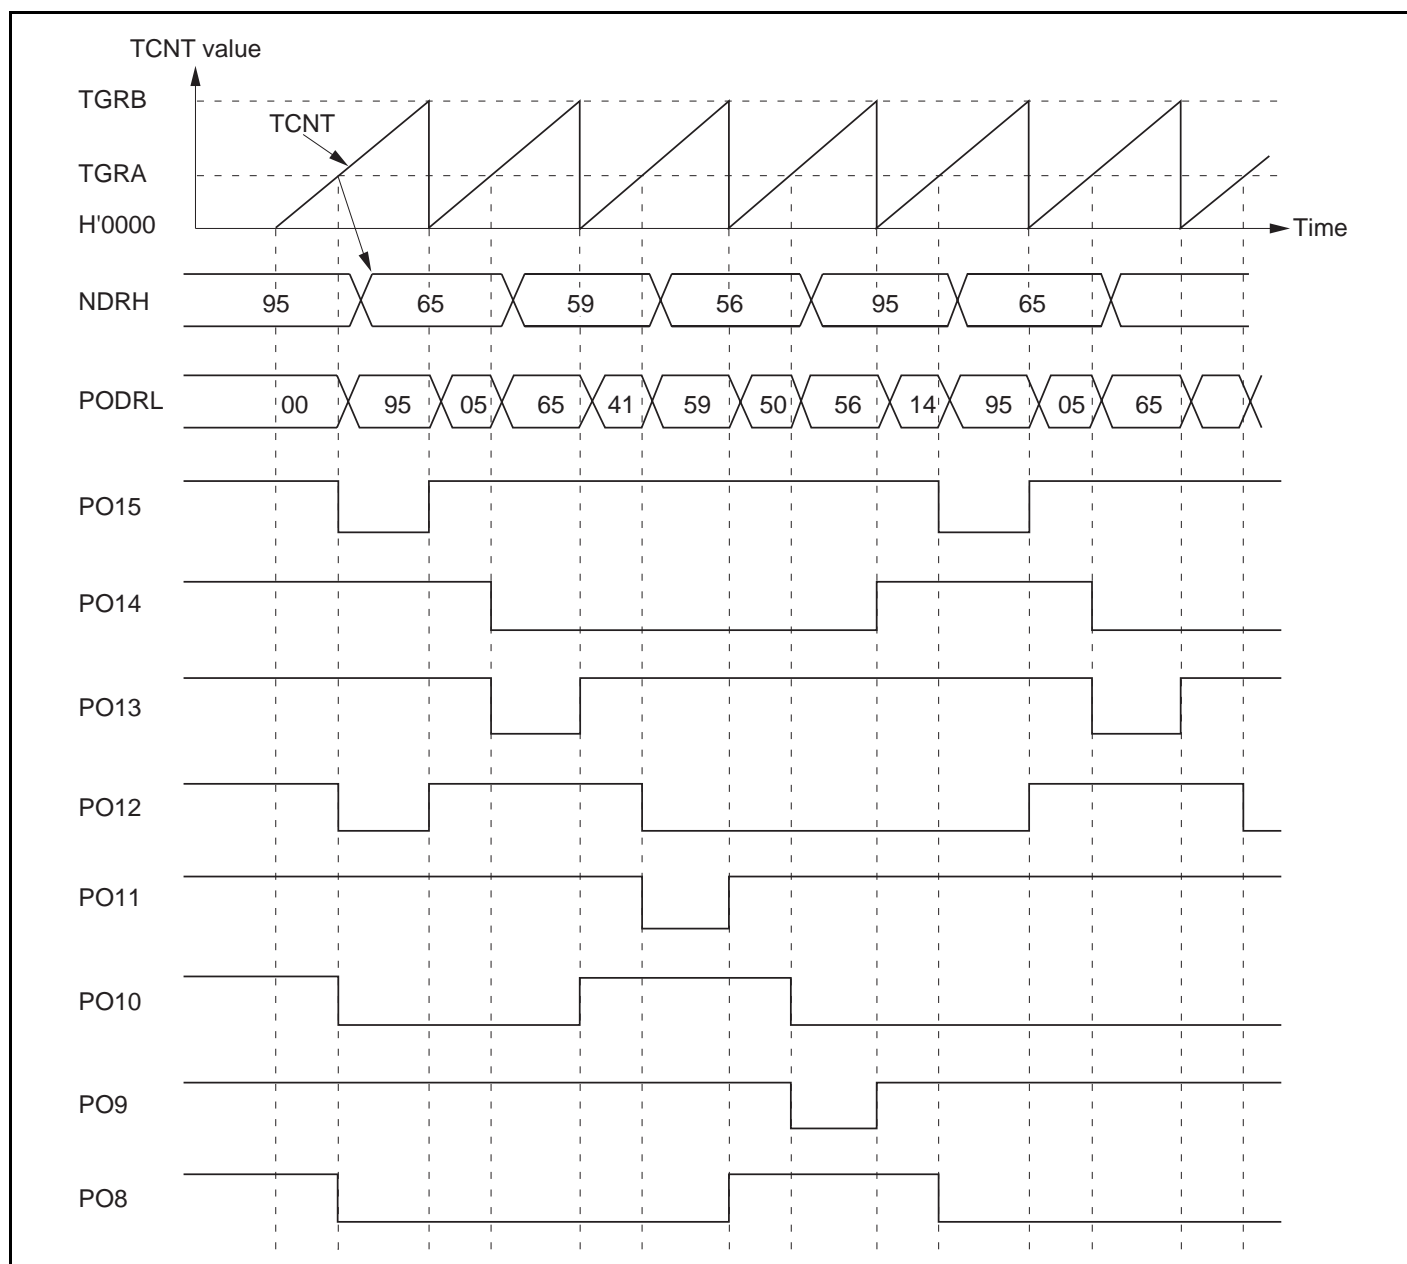 TCNT value
TGRB
TCNT
TGRA
H'0000
Time
NDRH 95 65 59 56 95 65
PODRL 00 95 05 65 41 59 50 56 14 95 05 65
PO15
PO14
PO13
PO12
PO11
PO10
PO9
PO8